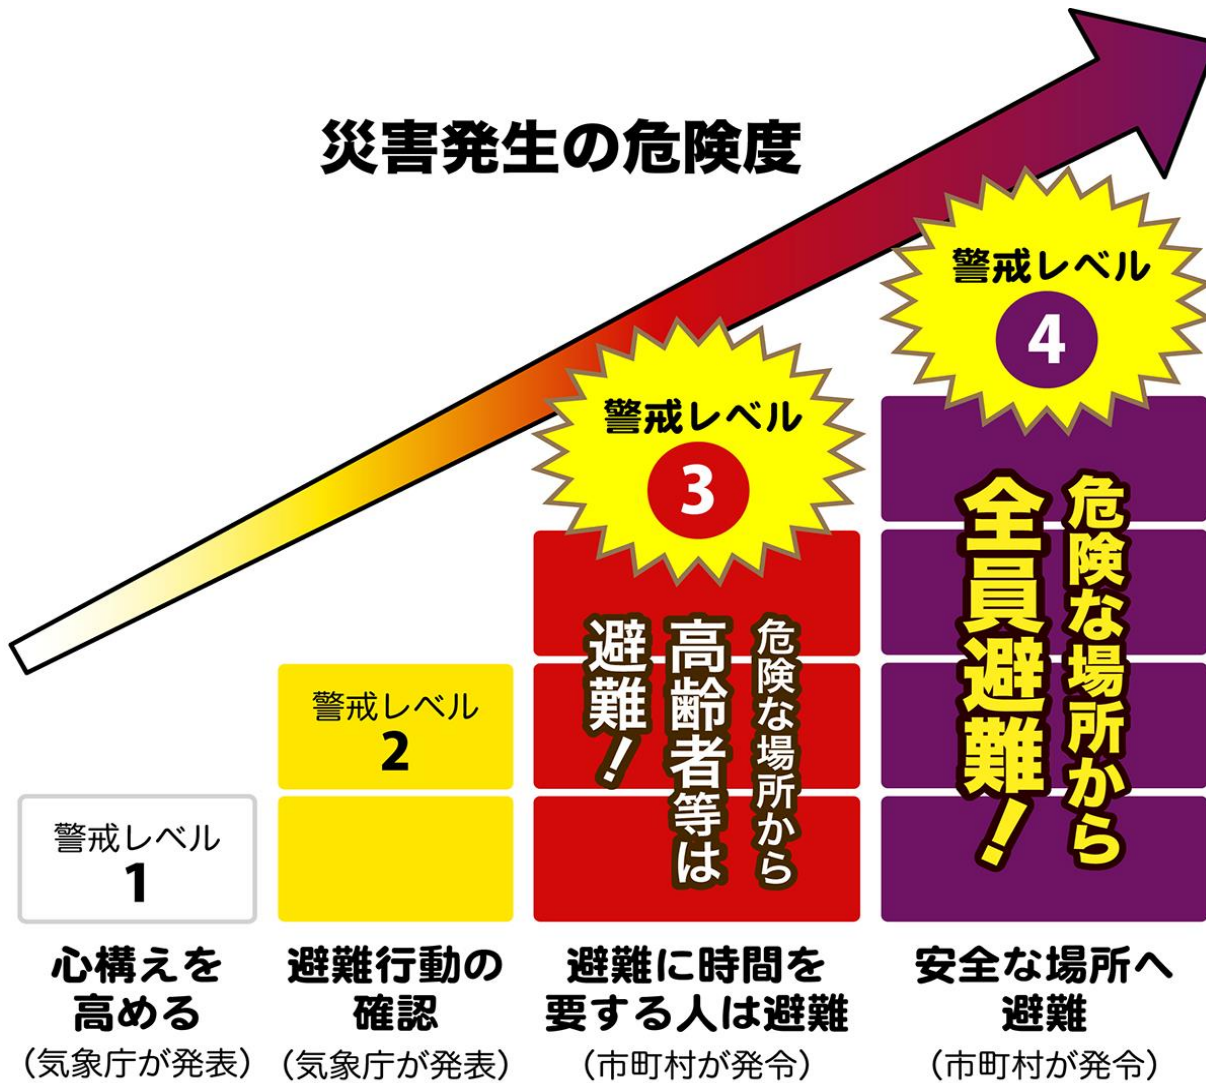 災害発生の危険度
警戒レベル
1
心構えを
高める
(気象庁が発表)
警戒レベル
2
避難行動の
確認
(気象庁が発表)
警戒レベル
3
危険な場所から
高齢者等は
避難!
避難に時間を
要する人は避難
(市町村が発令)
警戒レベル
4
危険な場所から
全員避難!
安全な場所へ
避難
(市町村が発令)